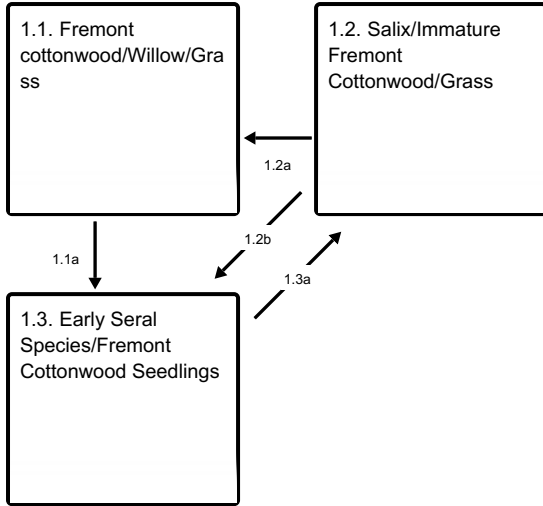 1.1. Fremont
cottonwood/Willow/Gra
ss
1.2. Salix/Immature
Fremont
Cottonwood/Grass
1.2a
1.2b
1.1a
1.3a
1.3. Early Seral
Species/Fremont
Cottonwood Seedlings